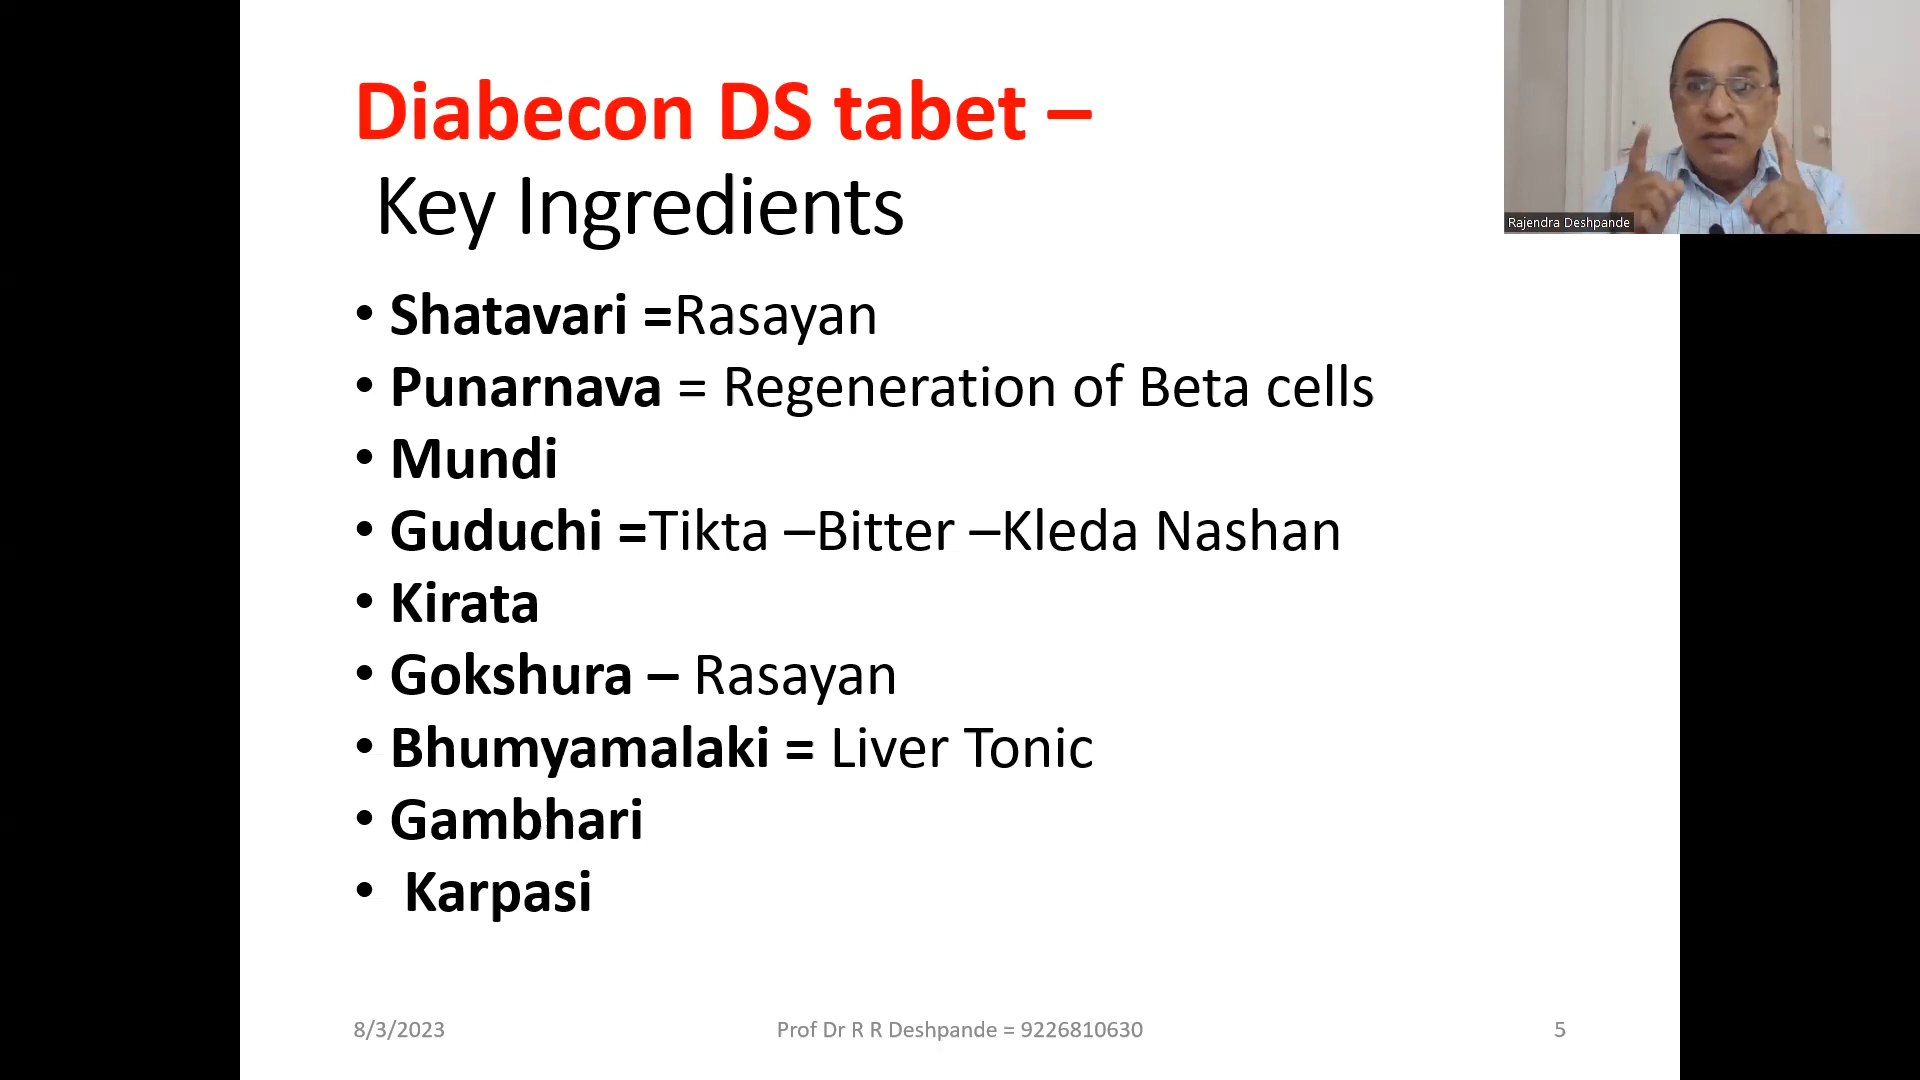 Diabecon DS tabet –
Key Ingredients
Rajendra Deshpande
• Shatavari =Rasayan
• Punarnava = Regeneration of Beta cells
• Mundi
• Guduchi =Tikta –Bitter –Kleda Nashan
• Kirata
• Gokshura – Rasayan
• Bhumyamalaki = Liver Tonic
• Gambhari
• Karpasi
8/3/2023
Prof Dr R R Deshpande = 9226810630
5